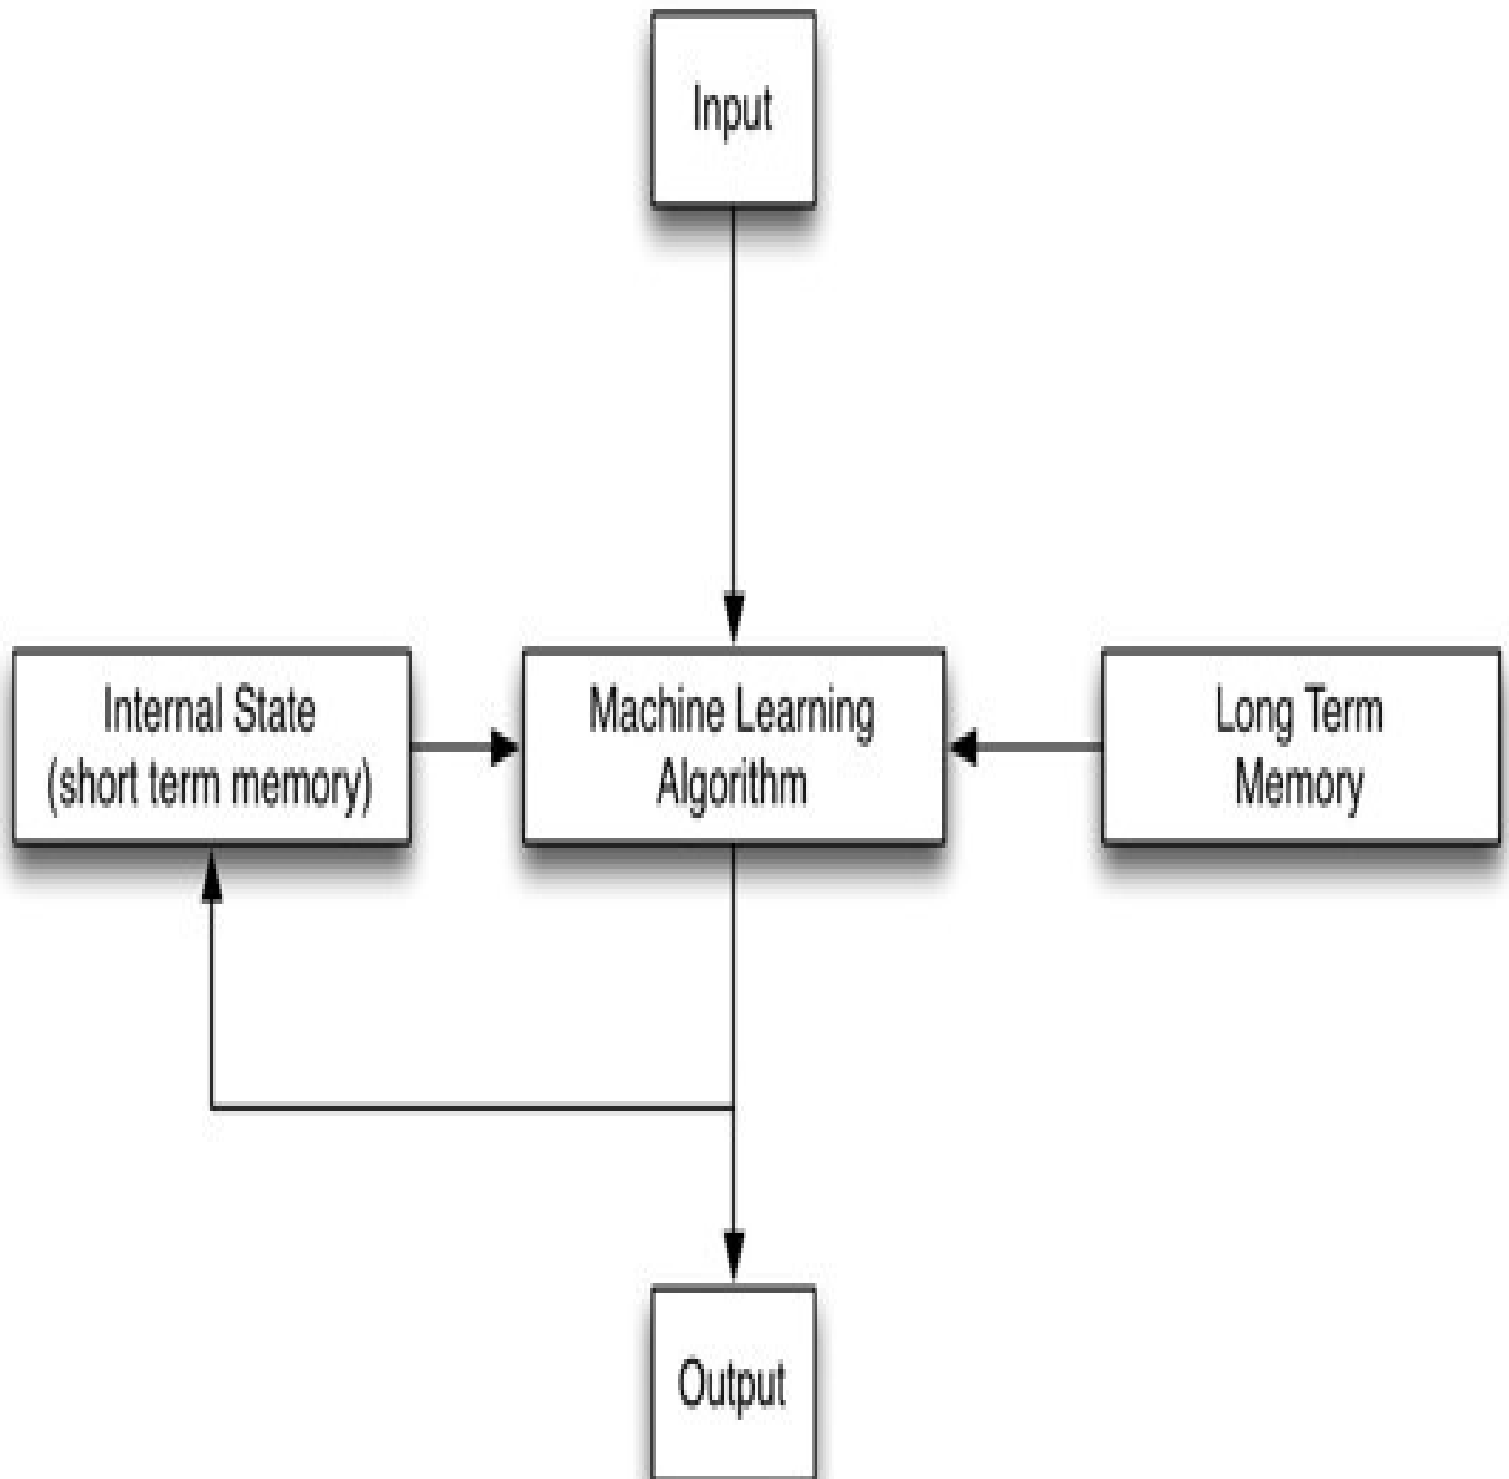 Input
Internal State
(short term memory)
Machine Learning
Algorithm
Long Term
Memory
Output